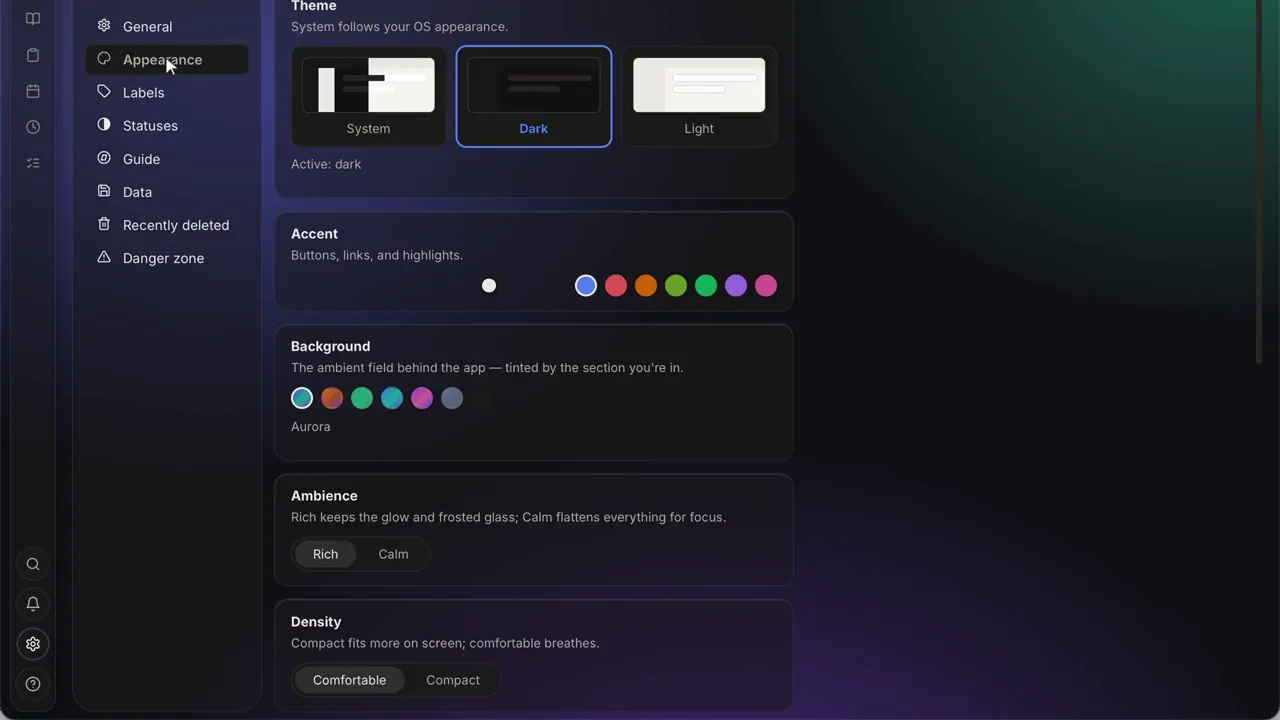 General
Appearance
Labels
Statuses
Guide
Data
Recently deleted
Danger zone
Theme
System follows your OS appearance.
System
Dark
Light
Active: dark
Accent
Buttons, links, and highlights.
Background
The ambient field behind the app — tinted by the section you're in.
Aurora
Ambience
Rich keeps the glow and frosted glass; Calm flattens everything for focus.
Rich
Calm
Density
Compact fits more on screen; comfortable breathes.
Comfortable
Compact